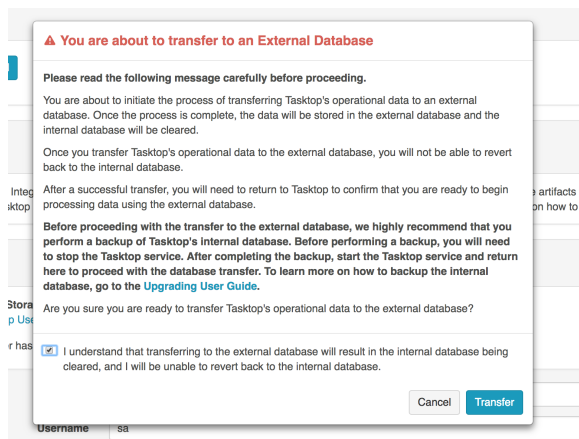 You are about to transfer to an External Database
Please read the following message carefully before proceeding.
You are about to initiate the process of transferring Tasktop's operational data to an external
database. Once the process is complete, the data will be stored in the external database and the
internal database will be cleared.
Once you transfer Tasktop's operational data to the external database, you will not be able to revert
back to the internal database.
Integ
e artifacts
After a successful transfer, you will need to return to Tasktop to confirm that you are ready to begin
sktop
on how to
processing data using the external database.
Before proceeding with the transfer to the external database, we highly recommend that you
perform a backup of Tasktop's internal database. Before performing a backup, you will need
to stop the Tasktop service. After completing the backup, start the Tasktop service and return
here to proceed with the database transfer. To learn more on how to backup the internal
database, go to the Upgrading User Guide.
Stora
Are you sure you are ready to transfer Tasktop's operational data to the external database?
p Use
r has
I understand that transferring to the external database will result in the internal database being
cleared, and I will be unable to revert back to the internal database.
Cancel
Transfer
Username
sa